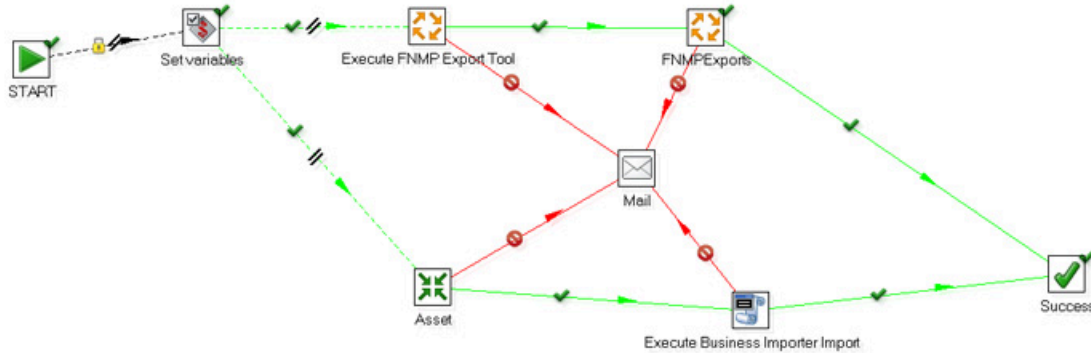 START
Set variables
Execute FNMP Export Tool
FNMPExports
Mail
Asset
Execute Business Importer Import
Success